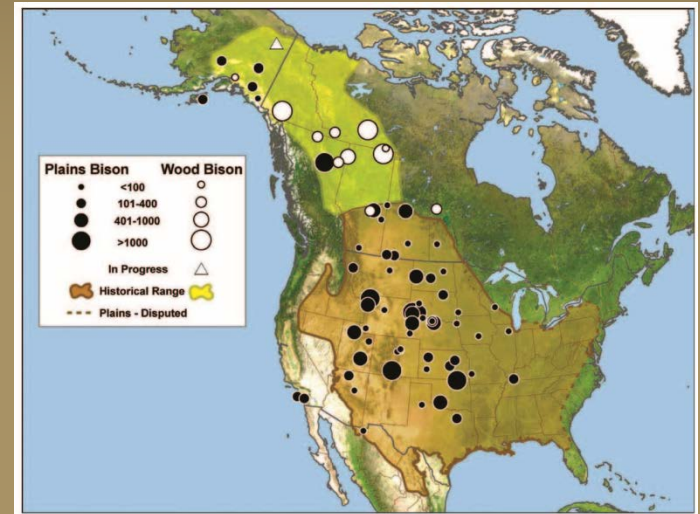 Plains Bison Wood Bison
<100
101-400
401-1000
>1000
In Progress
Historical Range
Plains - Disputed